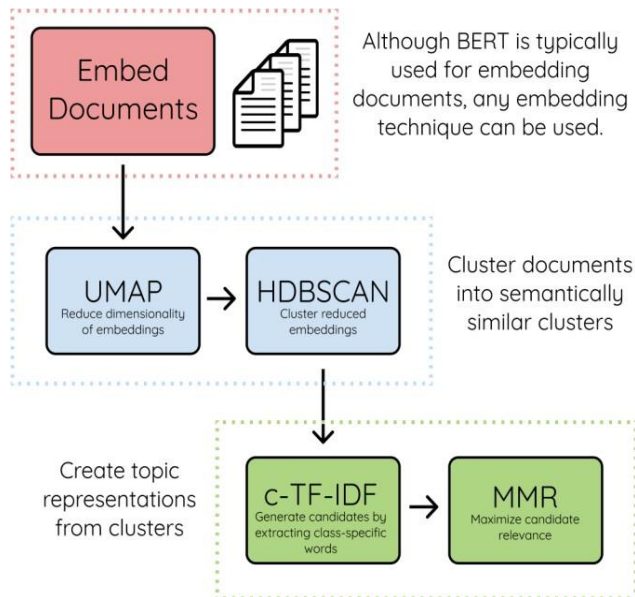 Embed
Documents
Although BERT is typically
used for embedding
documents, any embedding
technique can be used.
UMAP
Reduce dimensionality
of embeddings
HDBSCAN
Cluster reduced
embeddings
Cluster documents
into semantically
similar clusters
Create topic
representations
from clusters
c-TF-IDF
Generate candidates by
extracting class-specific
words
MMR
Maximize candidate
relevance